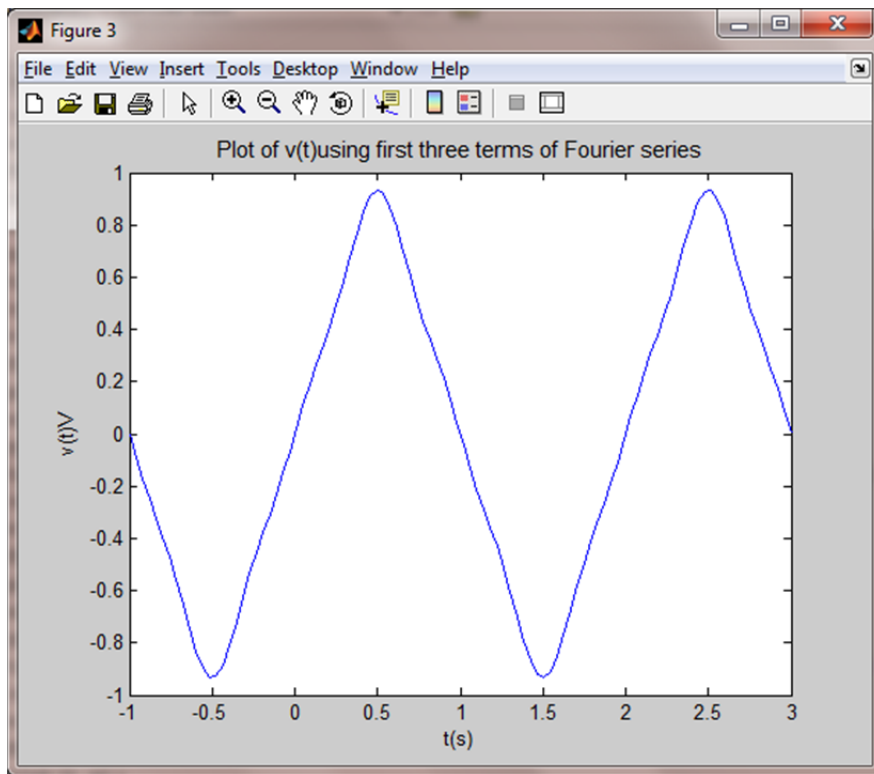 Figure 3
File Edit View Insert Tools Desktop Window Help
Plot of v(t)using first three terms of Fourier series
1
0.8
0.6
0.4
0.2
0
-0.2
-0.4
-0.6
-0.8
-1
v(t)V
-1 -0.5 0 0.5 1 1.5 2 2.5 3
t(s)